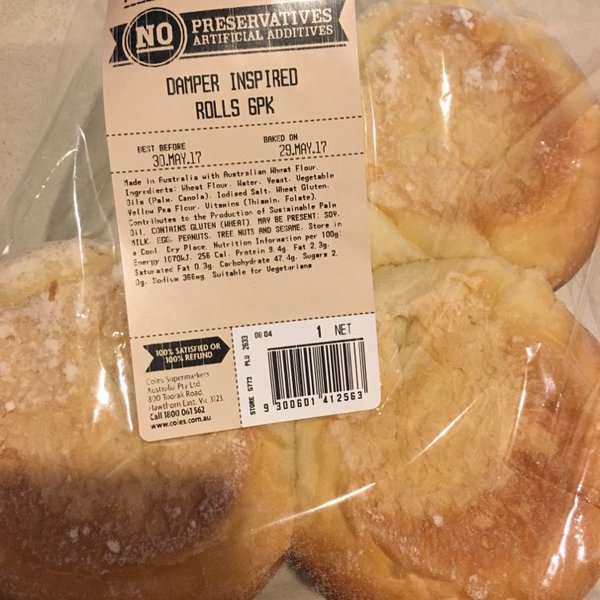 NO PRESERVATIVES
ARTIFICIAL ADDITIVES
DAMPER INSPIRED
ROLLS 6PK
BEST BEFORE BAKED ON
30.MAY.17 29.MAY.17
Made in Australia with Australian Wheat Flour.
Ingredients: Wheat Flour, Water, Yeast, Vegetable
Oils (Palm, Canola), Iodised Salt, Wheat Gluten,
Yellow Pea Flour, Vitamins (Thiamin, Folate).
Contributes to the Production of Sustainable Palm
Oil. CONTAINS GLUTEN (WHEAT) MAY BE PRESENT: SOY,
MILK, EGG, PEANUTS, TREE NUTS AND SESAME. Store in
a Cool, Dry Place. Nutrition Information per 100g:
Energy 1070kJ, 256 Cal, Protein 9.4g, Fat 2.3g,
Saturated Fat 0.3g, Carbohydrate 47.4g, Sugars 2.
0g, Sodium 366mg. Suitable for Vegetarians
100% SATISFIED OR
100% REFUND
Coles Supermarkets
Australia Pty Ltd.
800 Toorak Road,
Hawthorn East, Vic 3123.
Call 1800 061 562
www.coles.com.au
STORE 5773 PLU 2633
08:04 1 NET
9 300601 412563